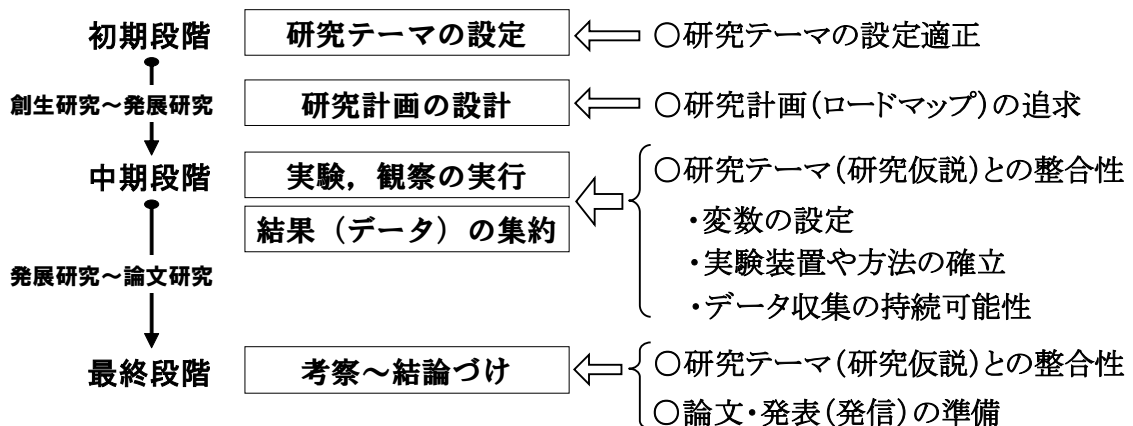 初期段階 研究テーマの設定 ○研究テーマの設定適正
創生研究~発展研究 研究計画の設計 ○研究計画(ロードマップ)の追求
中期段階 実験,観察の実行 ○研究テーマ(研究仮説)との整合性
結果(データ)の集約 ・変数の設定
・実験装置や方法の確立
発展研究~論文研究
・データ収集の持続可能性
最終段階 考察~結論づけ ○研究テーマ(研究仮説)との整合性
○論文・発表(発信)の準備